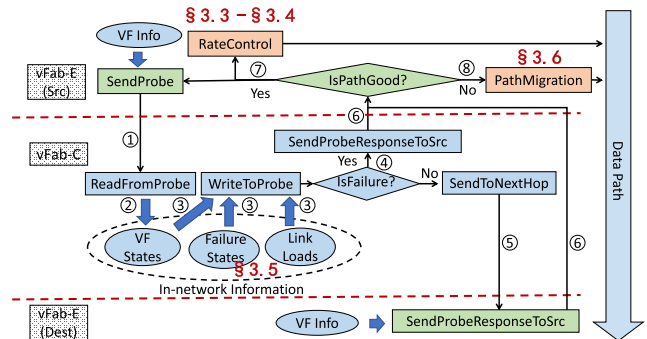 §3.3–§3.4
VF Info
RateControl
§3.6
vFab-E
(Src)
SendProbe
⑦
Yes
IsPathGood?
⑧
No
PathMigration
⑥
①
SendProbeResponseToSrc
vFab-C
Yes
④
ReadFromProbe
WriteToProbe
IsFailure?
No
SendToNextHop
②
③
③
③
VF
States
Failure
States
Link
Loads
§3.5
In-network Information
⑤
⑥
Data Path
vFab-E
(Dest)
VF Info
SendProbeResponseToSrc